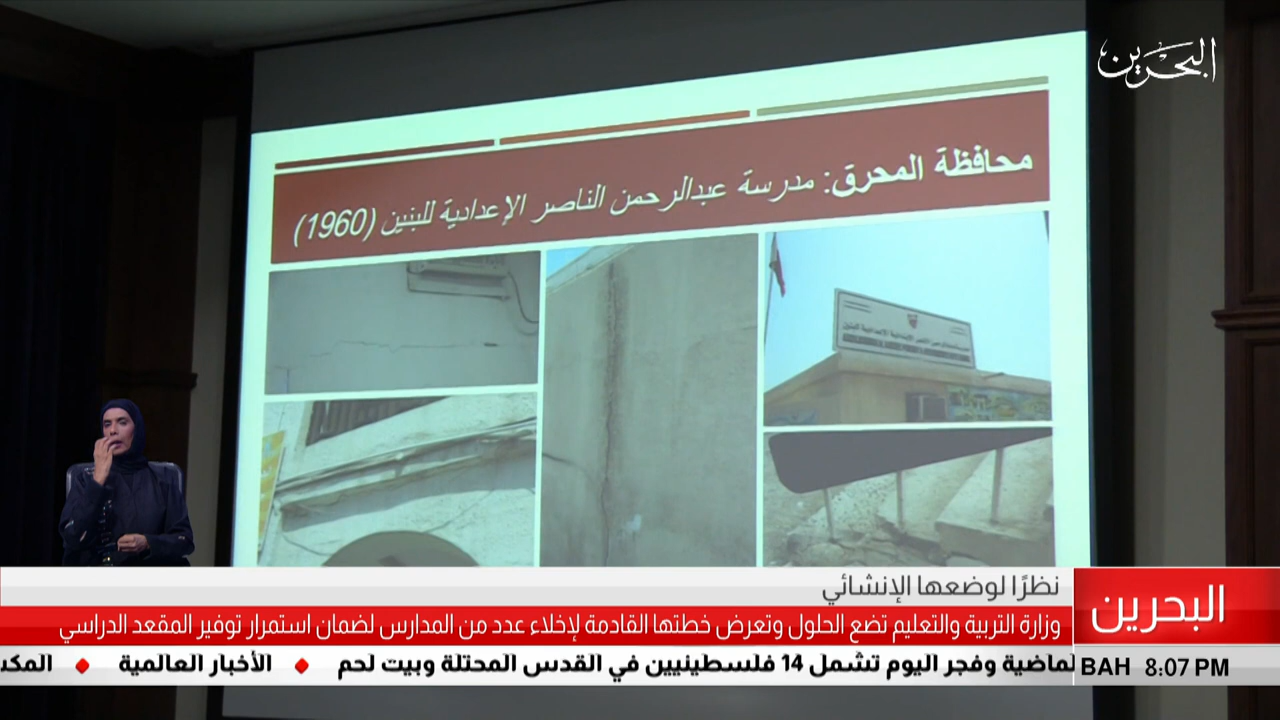 البحرين
محافظة المحرق: مدرسة عبدالرحمن الناصر الإعدادية للبنين (1960)
نظرًا لوضعها الإنشائي
البحرين
وزارة التربية والتعليم تضع الحلول وتعرض خطتها القادمة لإخلاء عدد من المدارس لضمان استمرار توفير المقعد الدراسي
لماضية وفجر اليوم تشمل 14 فلسطينيين في القدس المحتلة وبيت لحم ♦ الأخبار العالمية ♦
BAH 8:07 PM